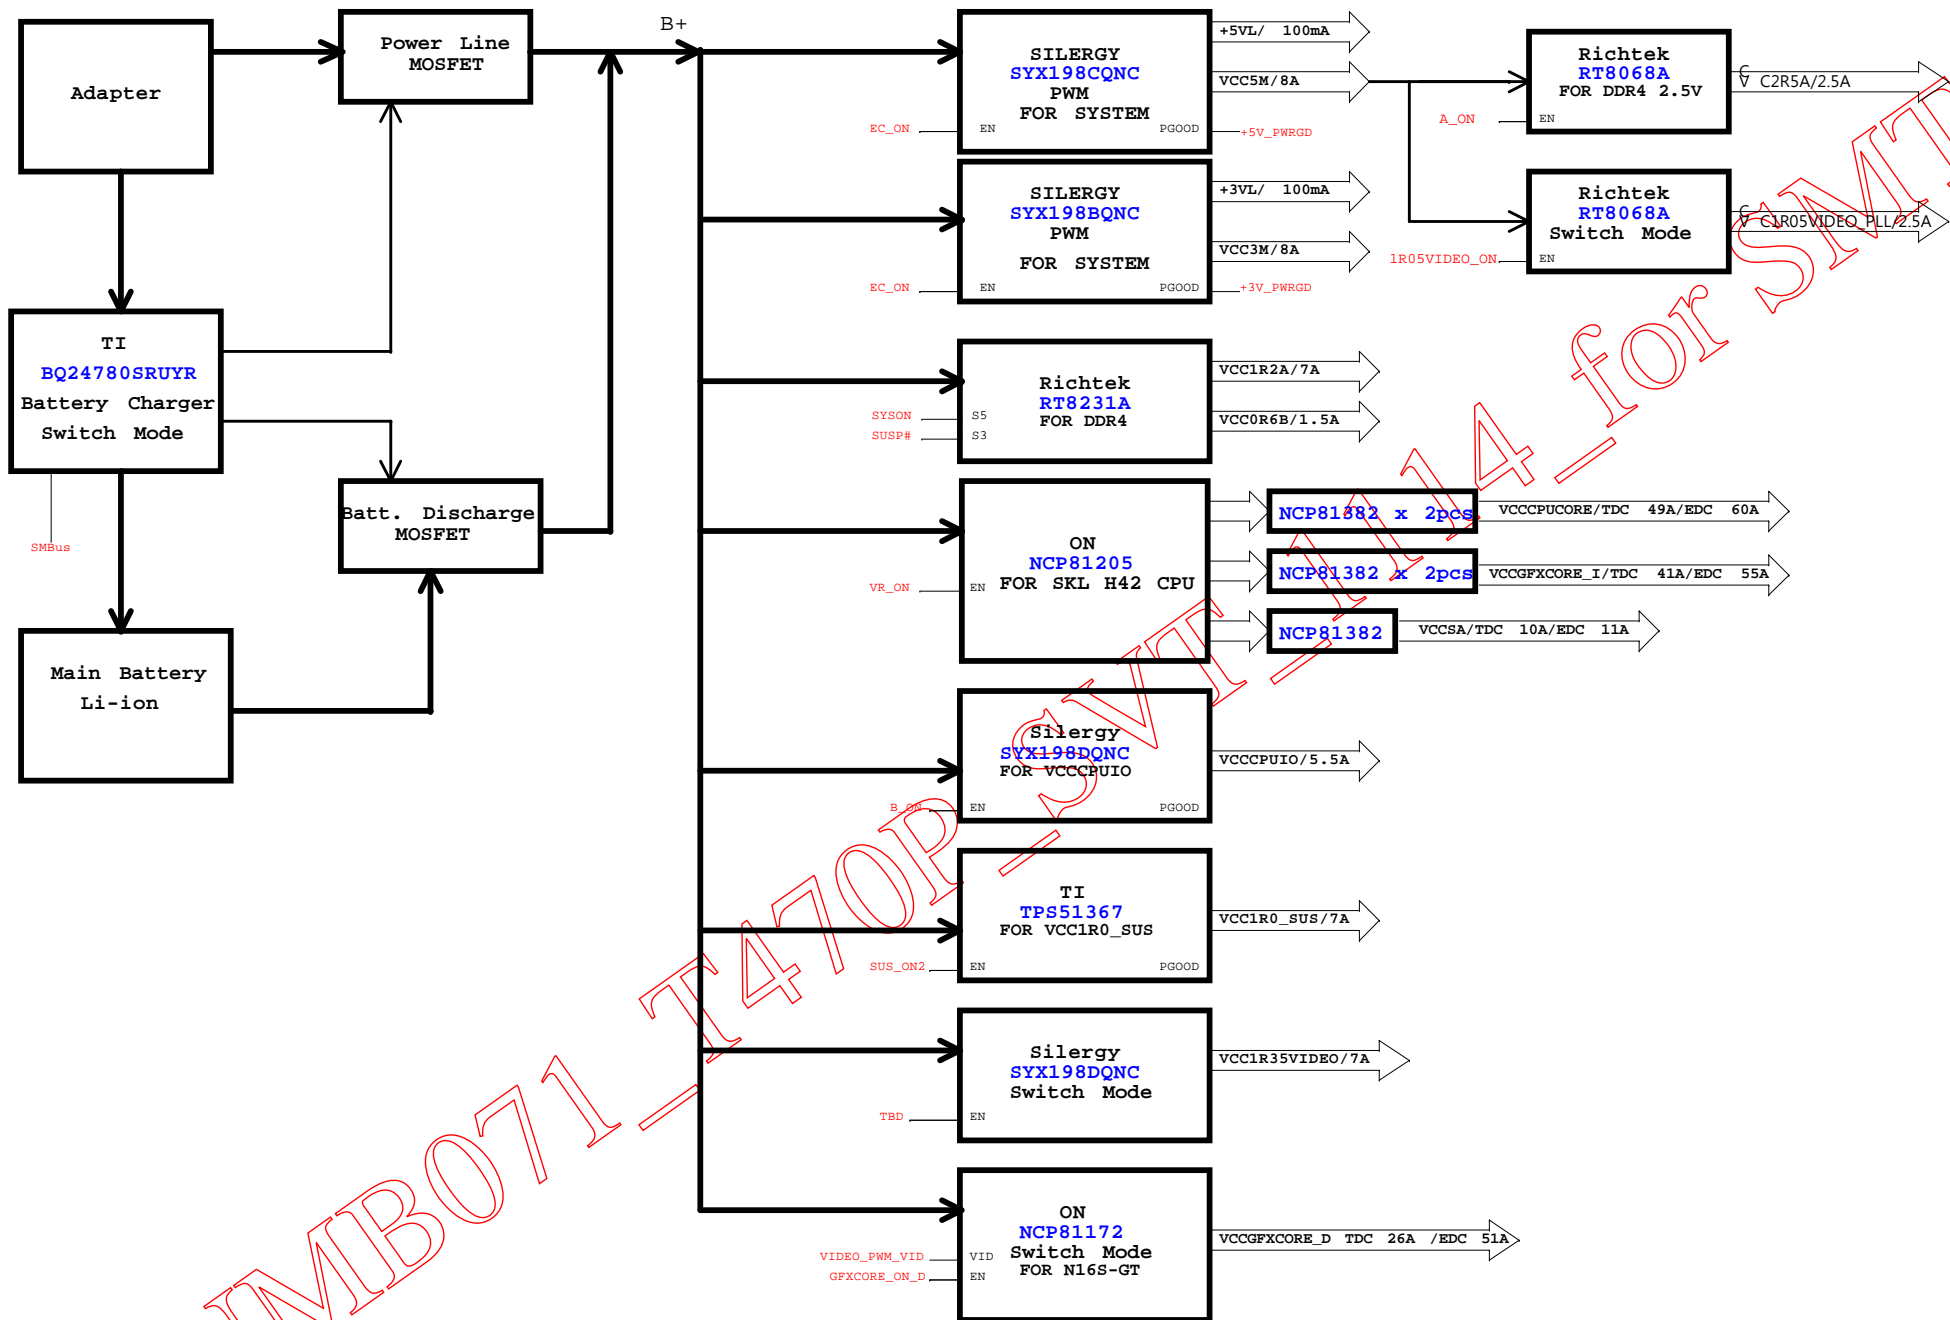 Adapter
Power Line
MOSFET
B+
TI
BQ24780SRUYR
Battery Charger
Switch Mode
SMBus
Batt. Discharge
MOSFET
Main Battery
Li-ion
SILERGY
SYX198CQNC
PWM
FOR SYSTEM
EC_ON
EN
PGOOD
+5V_PWRGD
+5VL/ 100mA
VCC5M/8A
Richtek
RT8068A
FOR DDR4 2.5V
A_ON
EN
C
V C2R5A/2.5A
SILERGY
SYX198BQNC
PWM
FOR SYSTEM
EC_ON
EN
PGOOD
+3V_PWRGD
+3VL/ 100mA
VCC3M/8A
Richtek
RT8068A
Switch Mode
1R05VIDEO_ON
EN
C
V C1R05VIDEO_PLL/2.5A
Richtek
RT8231A
FOR DDR4
SYSON
S5
SUSP#
S3
VCC1R2A/7A
VCC0R6B/1.5A
ON
NCP81205
FOR SKL H42 CPU
VR_ON
EN
NCP81382 x 2pcs
VCCCPUCORE/TDC 49A/EDC 60A
NCP81382 x 2pcs
VCCGFXCORE_I/TDC 41A/EDC 55A
NCP81382
VCCSA/TDC 10A/EDC 11A
Silergy
SYX198DQNC
FOR VCCCPUIO
B_ON
EN
PGOOD
VCCCPUIO/5.5A
TI
TPS51367
FOR VCC1R0_SUS
SUS_ON2
EN
PGOOD
VCC1R0_SUS/7A
Silergy
SYX198DQNC
Switch Mode
TBD
EN
VCC1R35VIDEO/7A
ON
NCP81172
Switch Mode
FOR N16S-GT
VIDEO_PWM_VID
VID
GFXCORE_ON_D
EN
VCCGFXCORE_D TDC 26A /EDC 51A
MB071_T470P_SVT_1114_for SMT